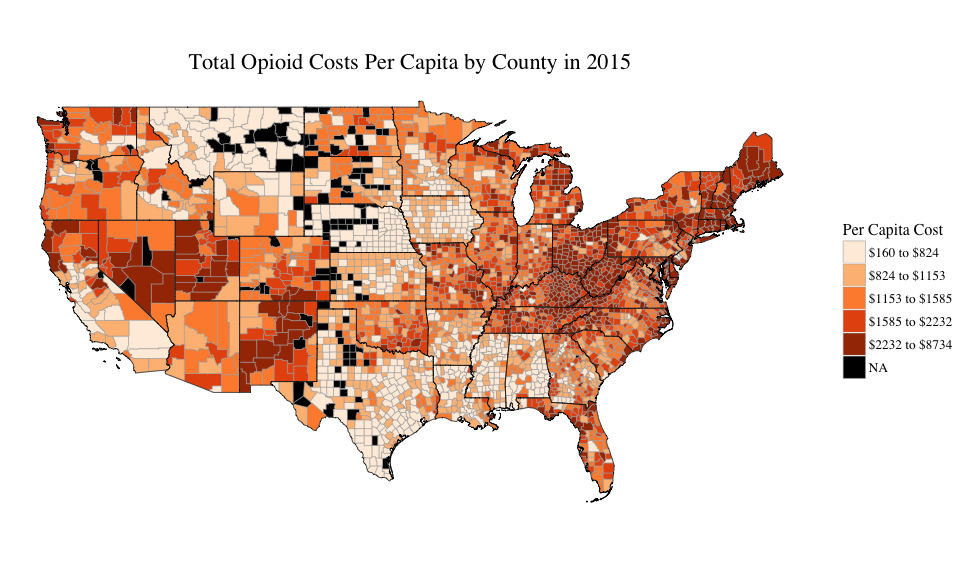 Total Opioid Costs Per Capita by County in 2015
Per Capita Cost
$160 to $824
$824 to $1153
$1153 to $1585
$1585 to $2232
$2232 to $8734
NA